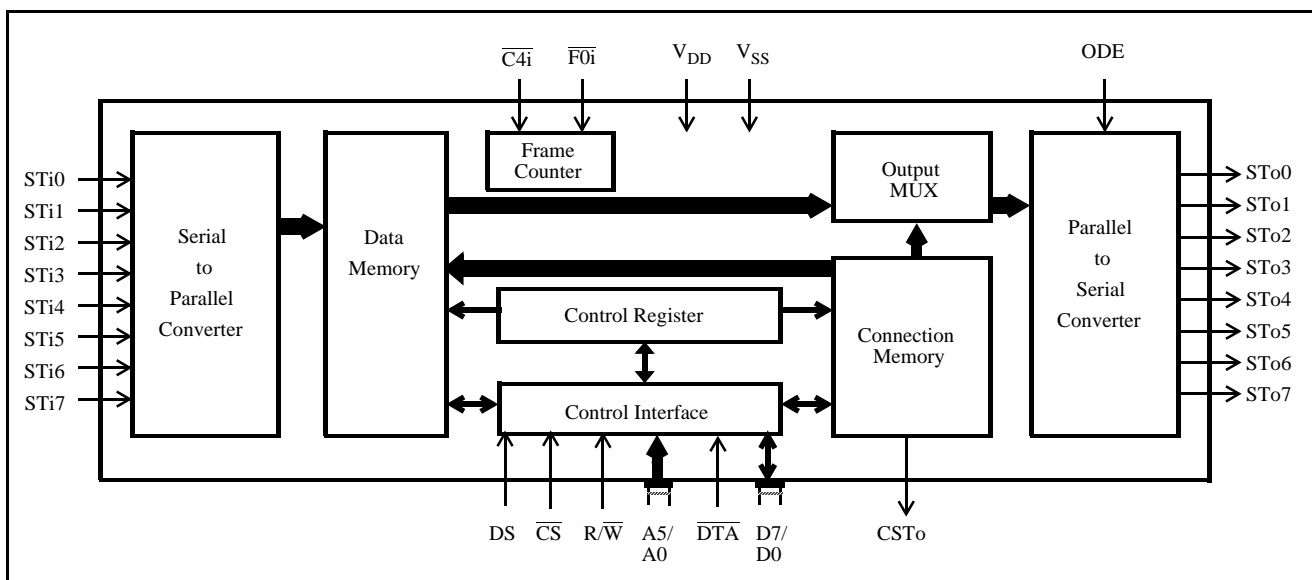 C4i F0i V_DD V_SS ODE
Frame
Counter
Output
MUX
STi0
STi1
STi2
STi3
STi4
STi5
STi6
STi7
Serial
to
Parallel
Converter
Data
Memory
Control Register
Control Interface
Connection
Memory
Parallel
to
Serial
Converter
STo0
STo1
STo2
STo3
STo4
STo5
STo6
STo7
DS CS R/W A5/
A0 DTA D7/
D0 CSTo